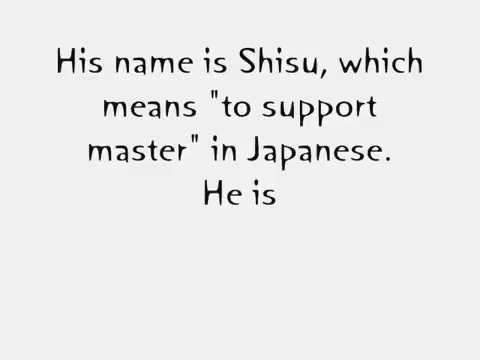 His name is Shisu, which
means "to support
master" in Japanese.
He is